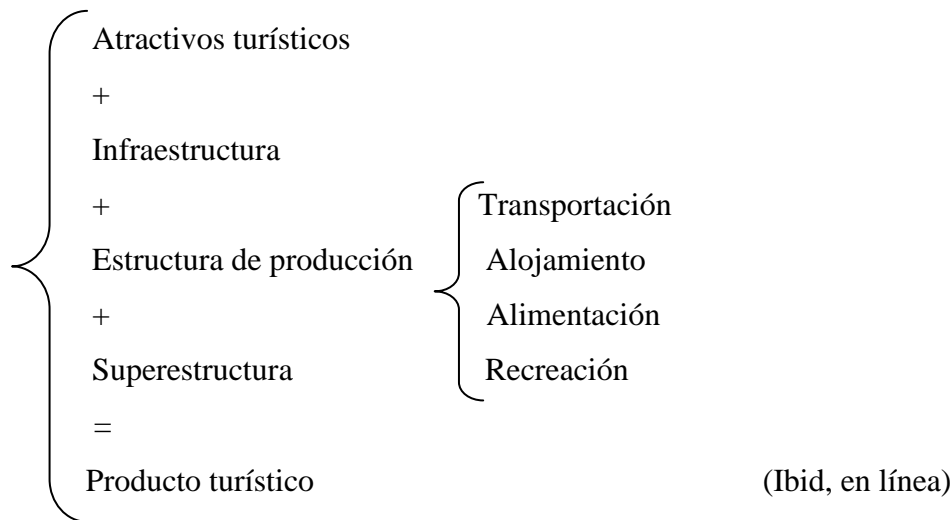 Atractivos turísticos
+
Infraestructura
+
Estructura de producción
+
Superestructura
=
Producto turístico
Transportación
Alojamiento
Alimentación
Recreación
(Ibid, en línea)